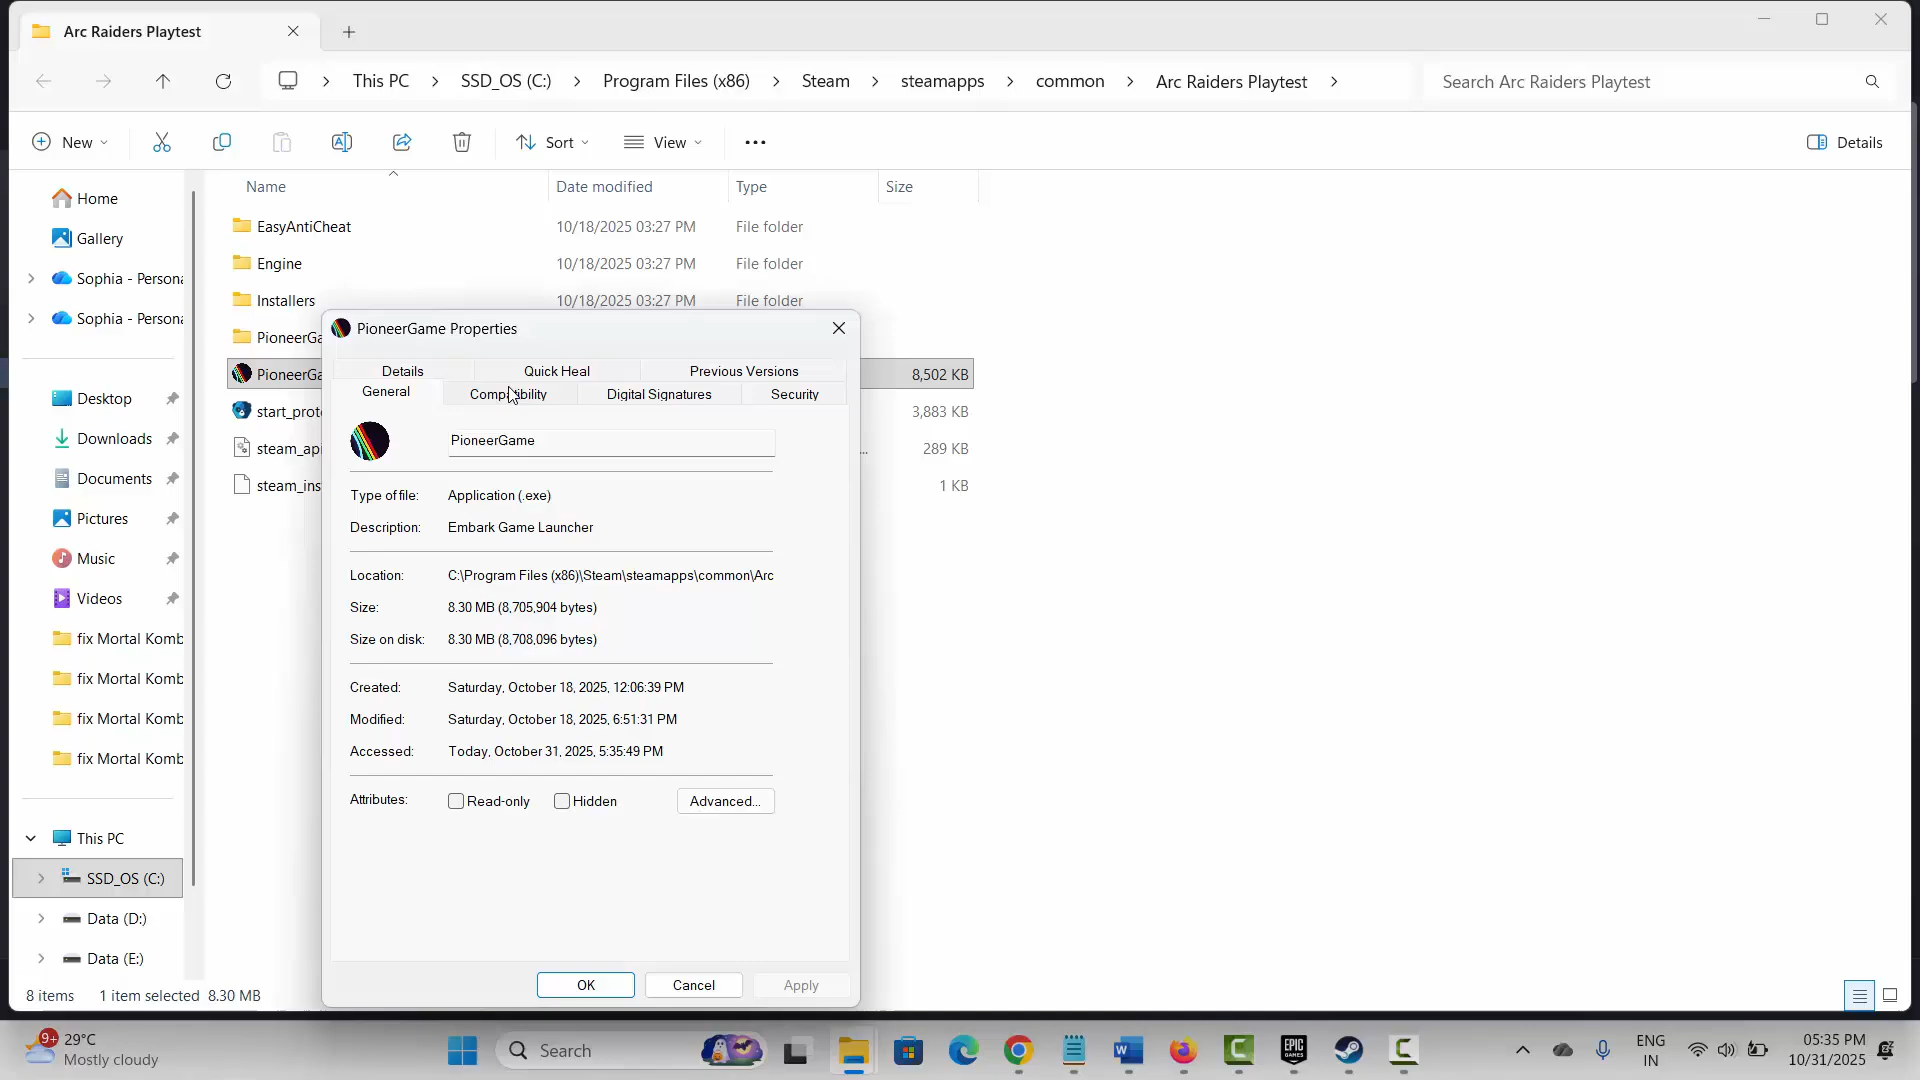 Arc Raiders Playtest
This PC
SSD_OS (C:)
Program Files (x86)
Steam
steamapps
common
Arc Raiders Playtest
Search Arc Raiders Playtest
New
Sort
View
Details
Name
Date modified
Type
Size
Home
Gallery
Sophia - Persona
Sophia - Persona
Desktop
Downloads
Documents
Pictures
Music
Videos
fix Mortal Komb
fix Mortal Komb
fix Mortal Komb
fix Mortal Komb
This PC
SSD_OS (C:)
Data (D:)
Data (E:)
EasyAntiCheat
10/18/2025 03:27 PM
File folder
Engine
10/18/2025 03:27 PM
File folder
Installers
10/18/2025 03:27 PM
File folder
PioneerGa
PioneerGa
8,502 KB
start_prote
3,883 KB
steam_api
...
289 KB
steam_ins
1 KB
PioneerGame Properties
Details
Quick Heal
Previous Versions
General
Compatibility
Digital Signatures
Security
PioneerGame
Type of file:
Application (.exe)
Description:
Embark Game Launcher
Location:
C:\Program Files (x86)\Steam\steamapps\common\Arc
Size:
8.30 MB (8,705,904 bytes)
Size on disk:
8.30 MB (8,708,096 bytes)
Created:
Saturday, October 18, 2025, 12:06:39 PM
Modified:
Saturday, October 18, 2025, 6:51:31 PM
Accessed:
Today, October 31, 2025, 5:35:49 PM
Attributes:
Read-only
Hidden
Advanced...
OK
Cancel
Apply
8 items
1 item selected 8.30 MB
9+
29°C
Mostly cloudy
Search
EPIC
GAMES
ENG
IN
05:35 PM
10/31/2025